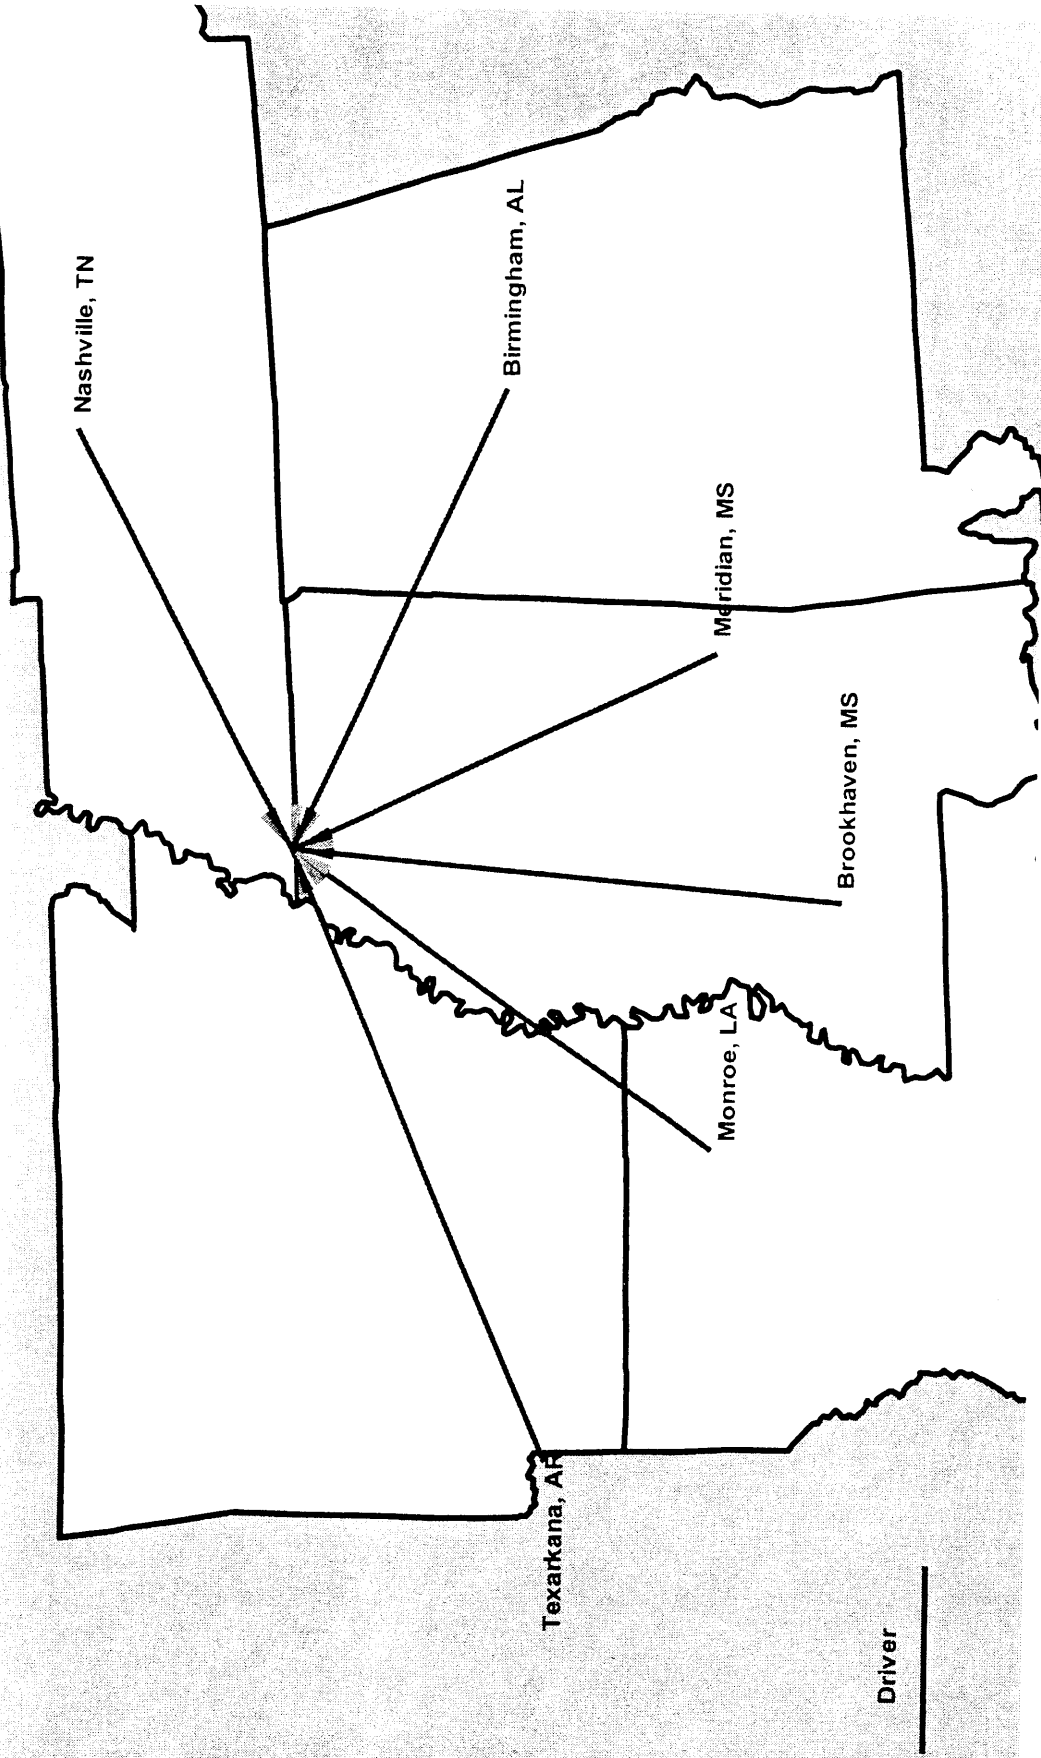 Nashville, TN
Birmingham, AL
Meridian, MS
Brookhaven, MS
Monroe, LA
Texarkana, AR
Driver